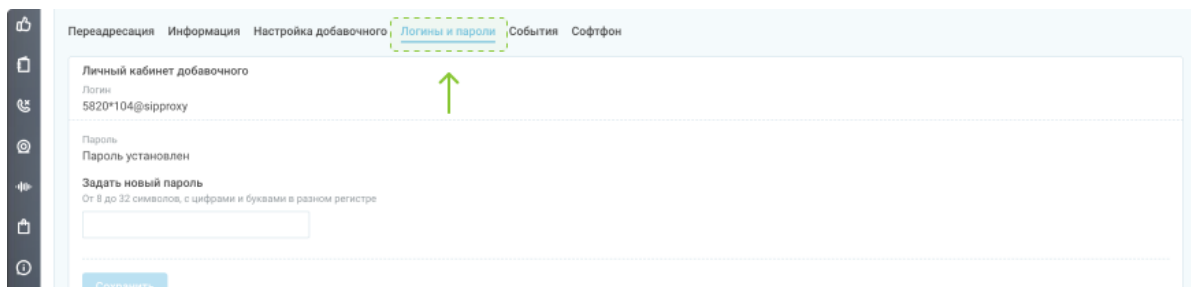 Переадресация Информация Настройка добавочного Логины и пароли События Софтфон
Личный кабинет добавочного
Логин
5820*104@sipproxy
Пароль
Пароль установлен
Задать новый пароль
От 8 до 32 символов, с цифрами и буквами в разном регистре
Сохранить